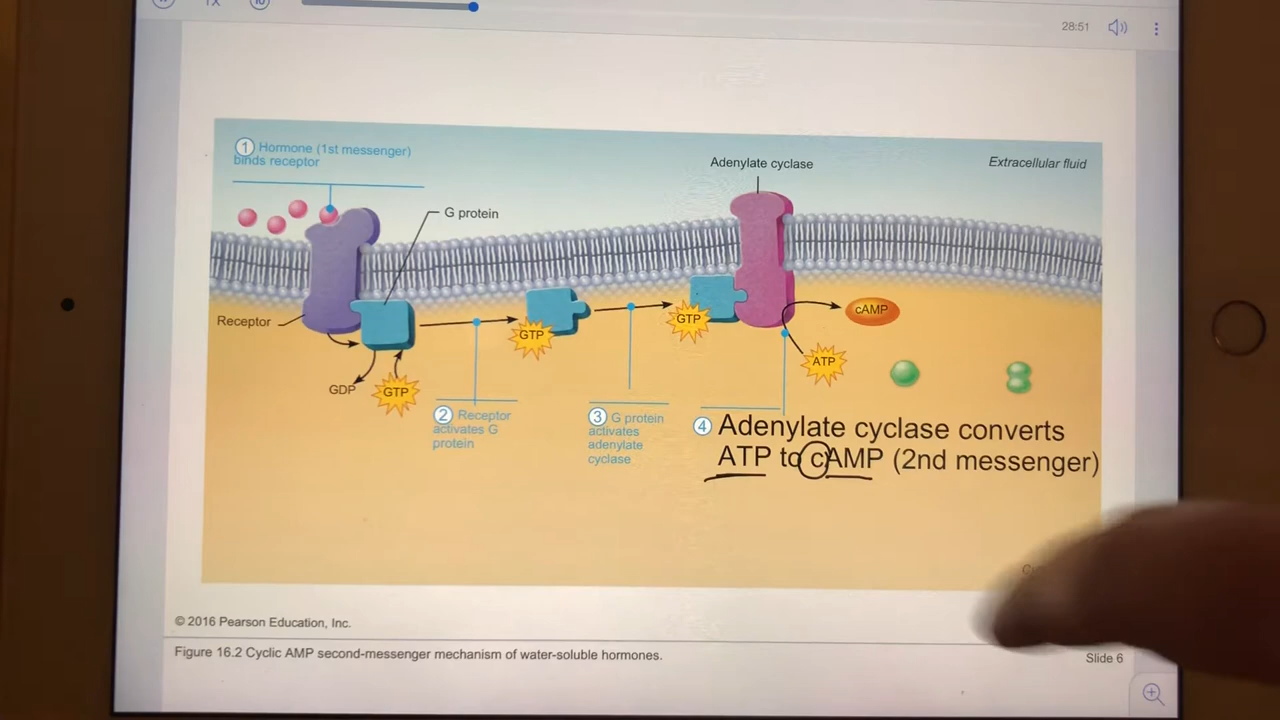 1X
10
28:51
1 Hormone (1st messenger)
binds receptor
Adenylate cyclase
Extracellular fluid
G protein
Receptor
GDP
GTP
GTP
GTP
cAMP
ATP
2 Receptor
activates G
protein
3 G protein
activates
adenylate
cyclase
4 Adenylate cyclase converts
ATP to cAMP (2nd messenger)
© 2016 Pearson Education, Inc.
Figure 16.2 Cyclic AMP second-messenger mechanism of water-soluble hormones.
Slide 6